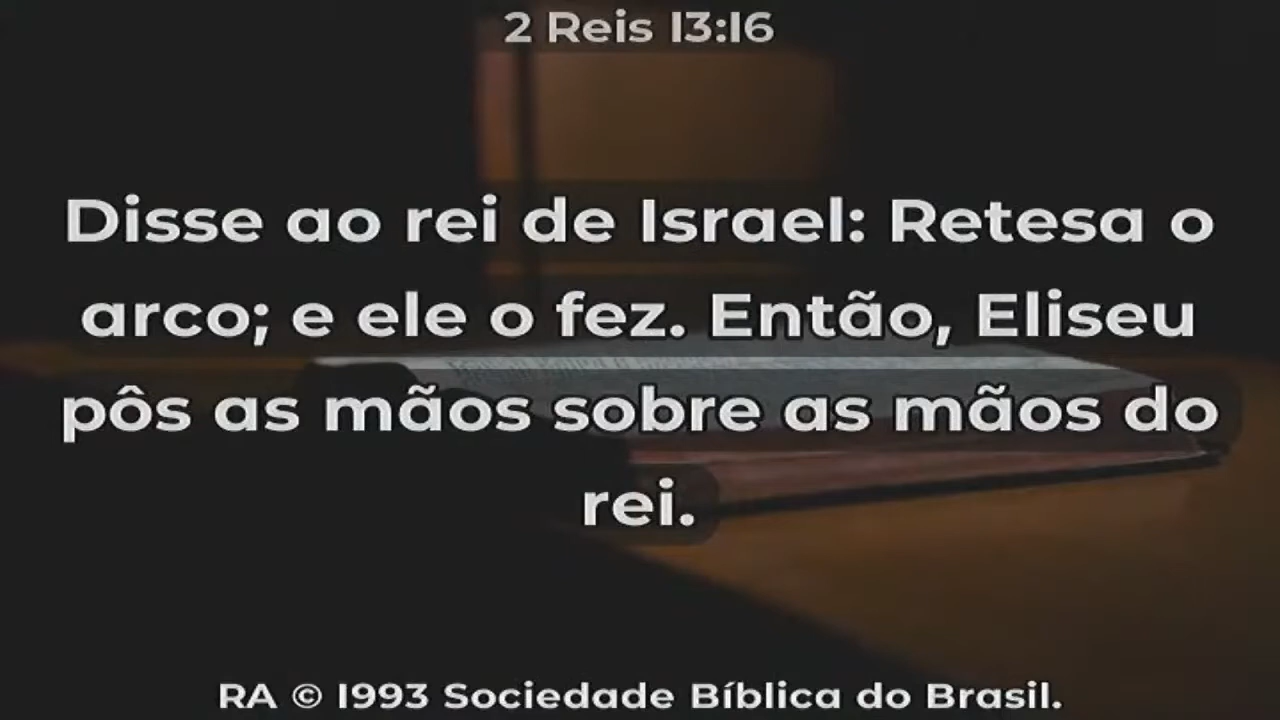 2 Reis 13:16
Disse ao rei de Israel: Retesa o
arco; e ele o fez. Então, Eliseu
pôs as mãos sobre as mãos do
rei.
RA © 1993 Sociedade Bíblica do Brasil.